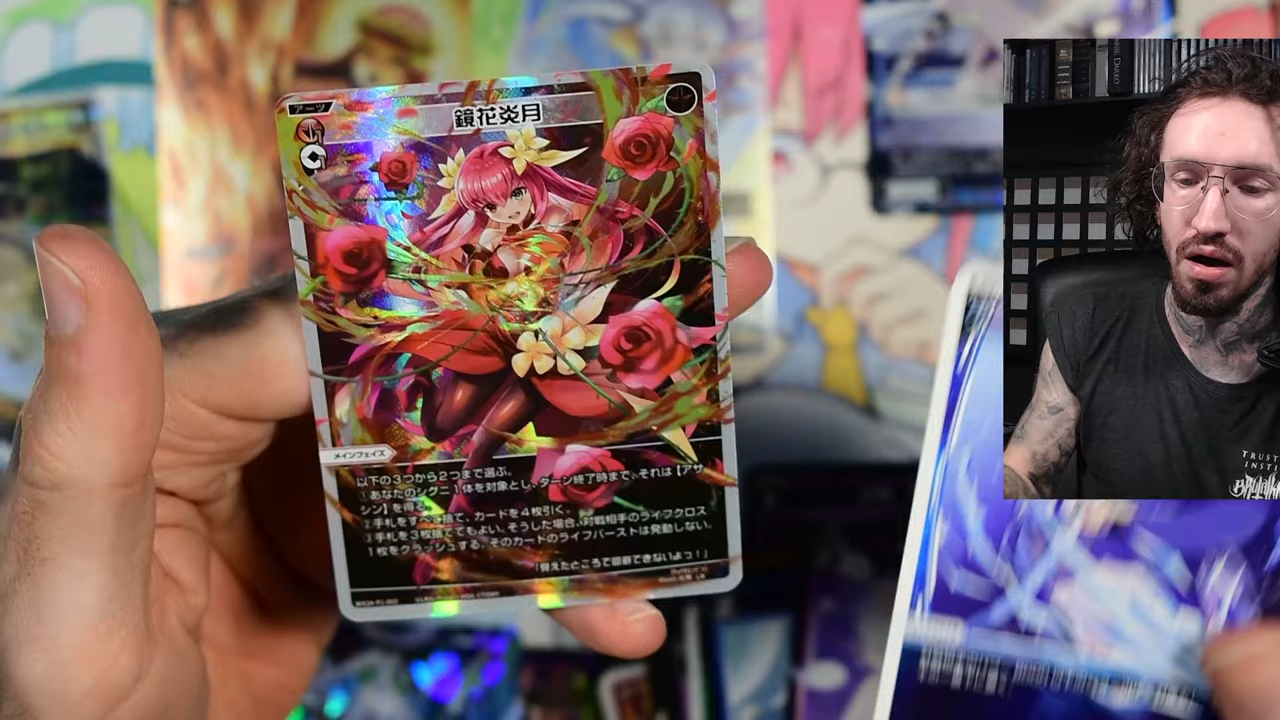 アーツ
鏡花炎月
メインフェイズ
以下の3つから2つまで選ぶ。
①あなたのシグニ1体を対象とし、ターン終了時まで、それは【アサ
シン】を得る。
②手札をすべて捨て、カードを4枚引く。
③手札を3枚捨ててもよい。そうした場合、対戦相手のライフクロス
1枚をクラッシュする。そのカードのライフバーストは発動しない。
「見えたところで回避できないよっ！」
DARKO
TRUST
INSTI